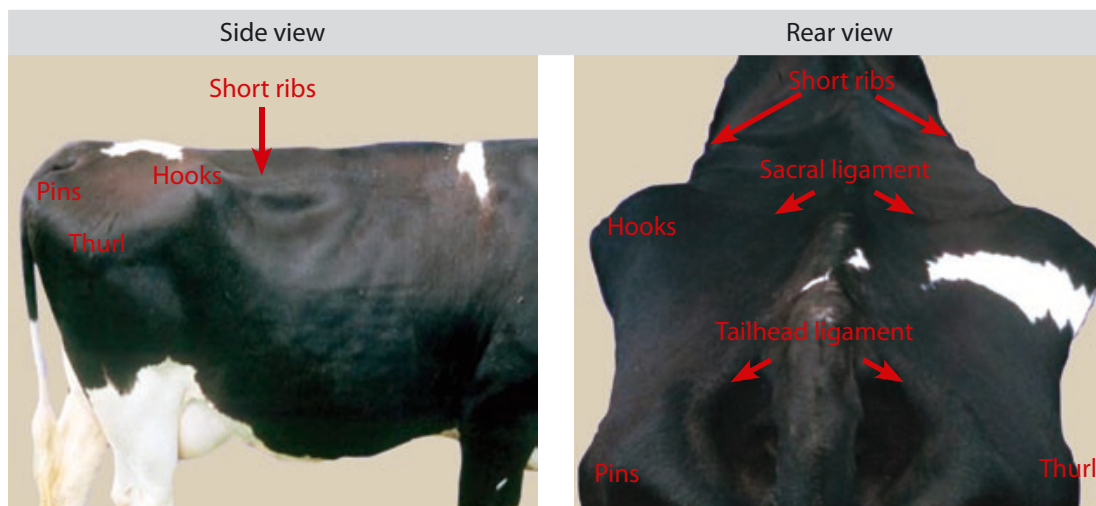 Side view
Rear view
Short ribs
Hooks
Pins
Thurl
Short ribs
Sacral ligament
Hooks
Tailhead ligament
Pins
Thurl